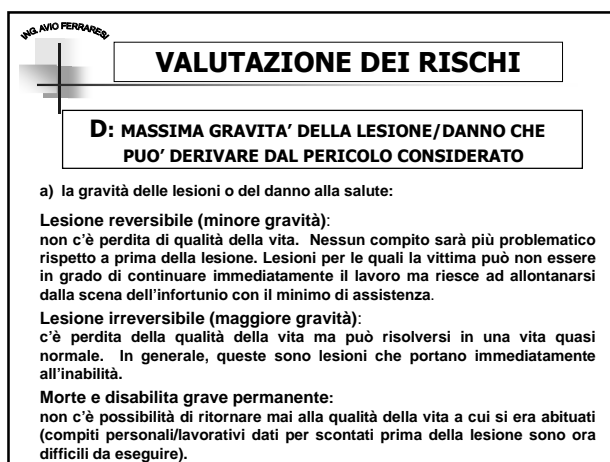 ING. AVIO FERRARESI
VALUTAZIONE DEI RISCHI
D: MASSIMA GRAVITA’ DELLA LESIONE/DANNO CHE
PUO’ DERIVARE DAL PERICOLO CONSIDERATO
a) la gravità delle lesioni o del danno alla salute:
Lesione reversibile (minore gravità):
non c’è perdita di qualità della vita. Nessun compito sarà più problematico
rispetto a prima della lesione. Lesioni per le quali la vittima può non essere
in grado di continuare immediatamente il lavoro ma riesce ad allontanarsi
dalla scena dell’infortunio con il minimo di assistenza.
Lesione irreversibile (maggiore gravità):
c’è perdita della qualità della vita ma può risolversi in una vita quasi
normale. In generale, queste sono lesioni che portano immediatamente
all’inabilità.
Morte e disabilita grave permanente:
non c’è possibilità di ritornare mai alla qualità della vita a cui si era abituati
(compiti personali/lavorativi dati per scontati prima della lesione sono ora
difficili da eseguire).